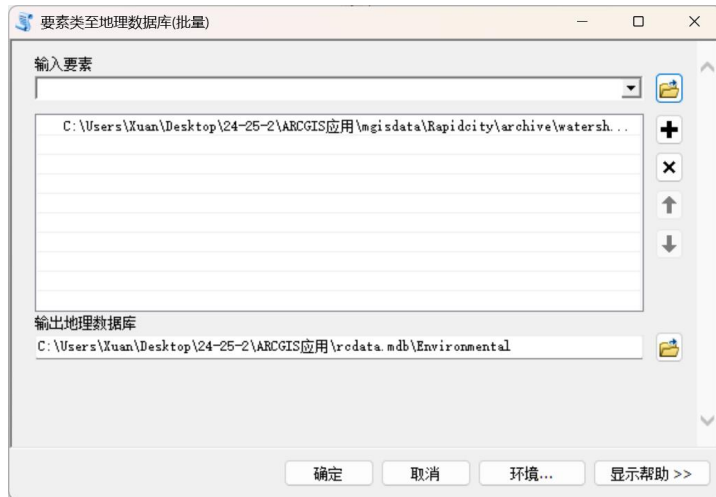 要素类至地理数据库(批量)
输入要素
C:\Users\Xuan\Desktop\24-25-2\ARCGIS应用\mgisdata\Rapidcity\archive\watersh...
输出地理数据库
C:\Users\Xuan\Desktop\24-25-2\ARCGIS应用\rcdata.mdb\Environmental
确定 取消 环境... 显示帮助 >>